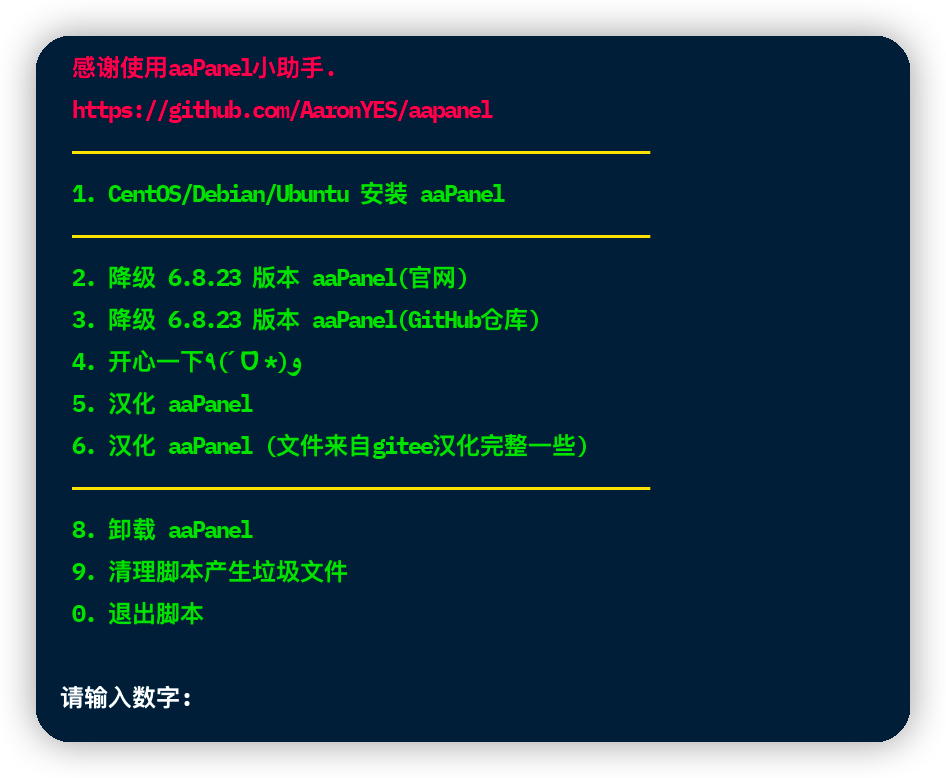 感谢使用aaPanel小助手.
https://github.com/AaronYES/aapanel
1. CentOS/Debian/Ubuntu 安装 aaPanel
2. 降级 6.8.23 版本 aaPanel(官网)
3. 降级 6.8.23 版本 aaPanel(GitHub仓库)
4. 开心一下٩(´ᗜ*)و
5. 汉化 aaPanel
6. 汉化 aaPanel (文件来自gitee汉化完整一些)
8. 卸载 aaPanel
9. 清理脚本产生垃圾文件
0. 退出脚本
请输入数字: